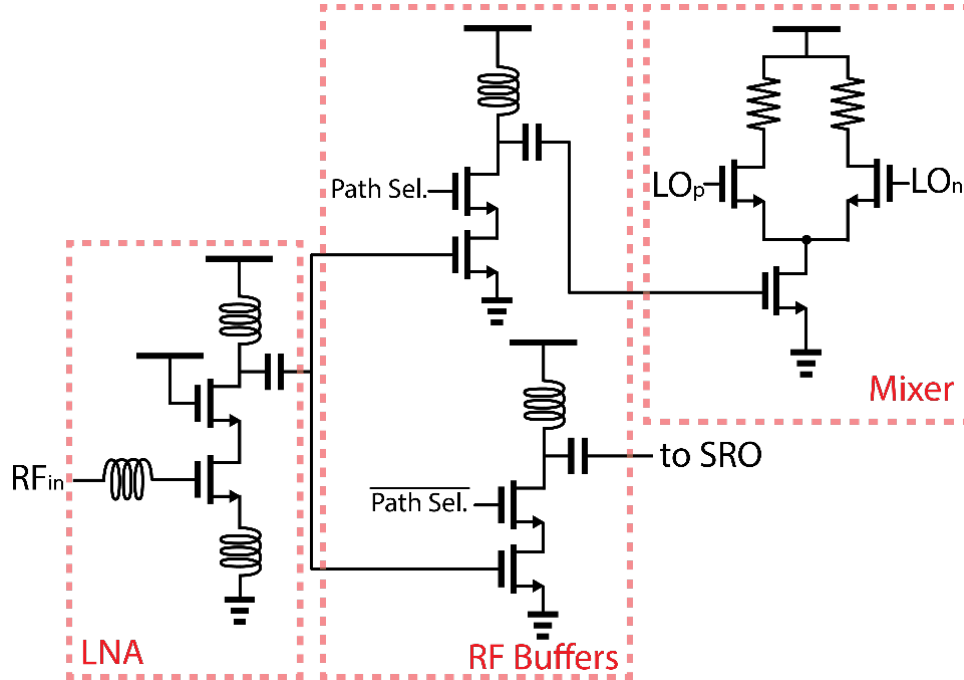 Path Sel.
LOp
LOn
Mixer
RFin
to SRO
Path Sel.
LNA
RF Buffers